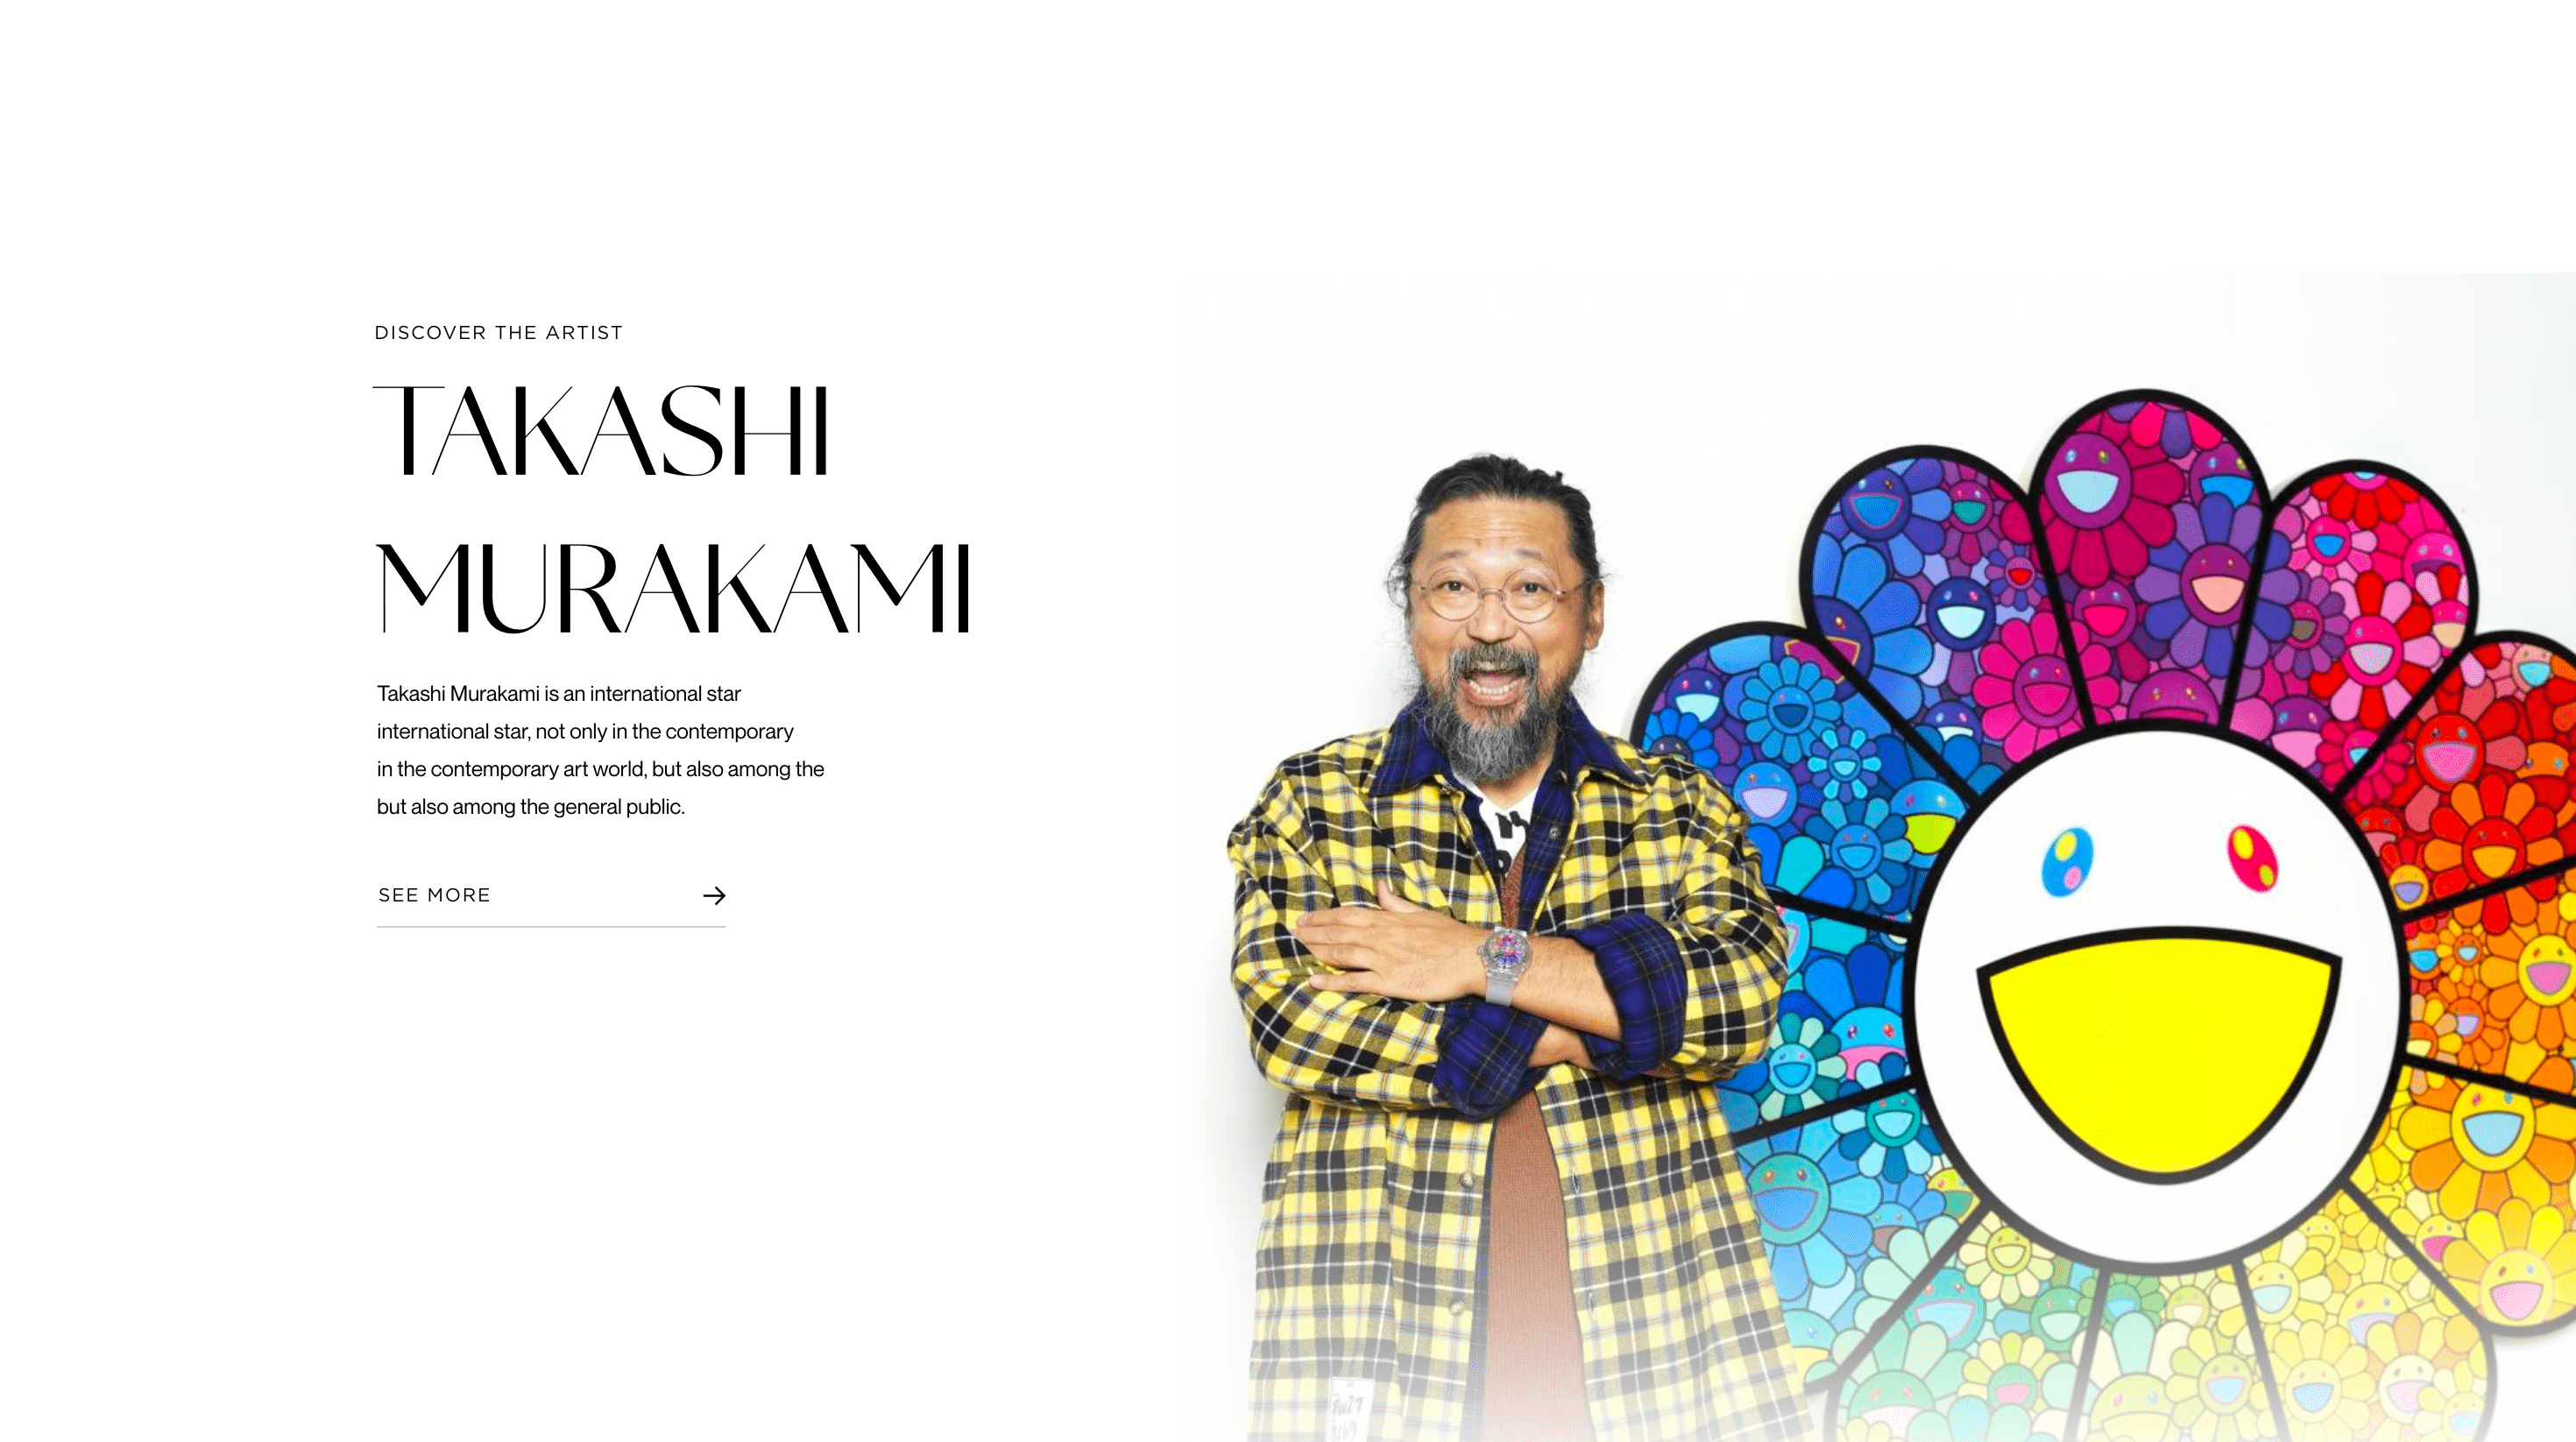 DISCOVER THE ARTIST
TAKASHI
MURAKAMI
Takashi Murakami is an international star
international star, not only in the contemporary
in the contemporary art world, but also among the
but also among the general public.
SEE MORE